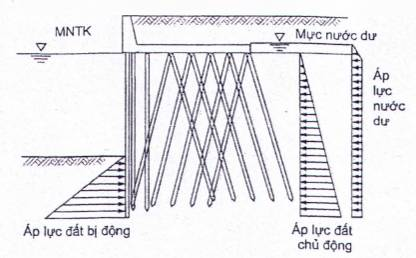 MNTK
Mực nước dư
Áp
lực
nước
dư
Áp lực đất bị động
Áp lực đất
chủ động